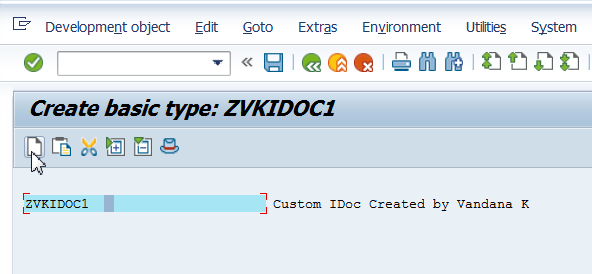 Development object Edit Goto Extras Environment Utilities System
Create basic type: ZVKIDOC1
ZVKIDOC1 Custom IDoc Created by Vandana K